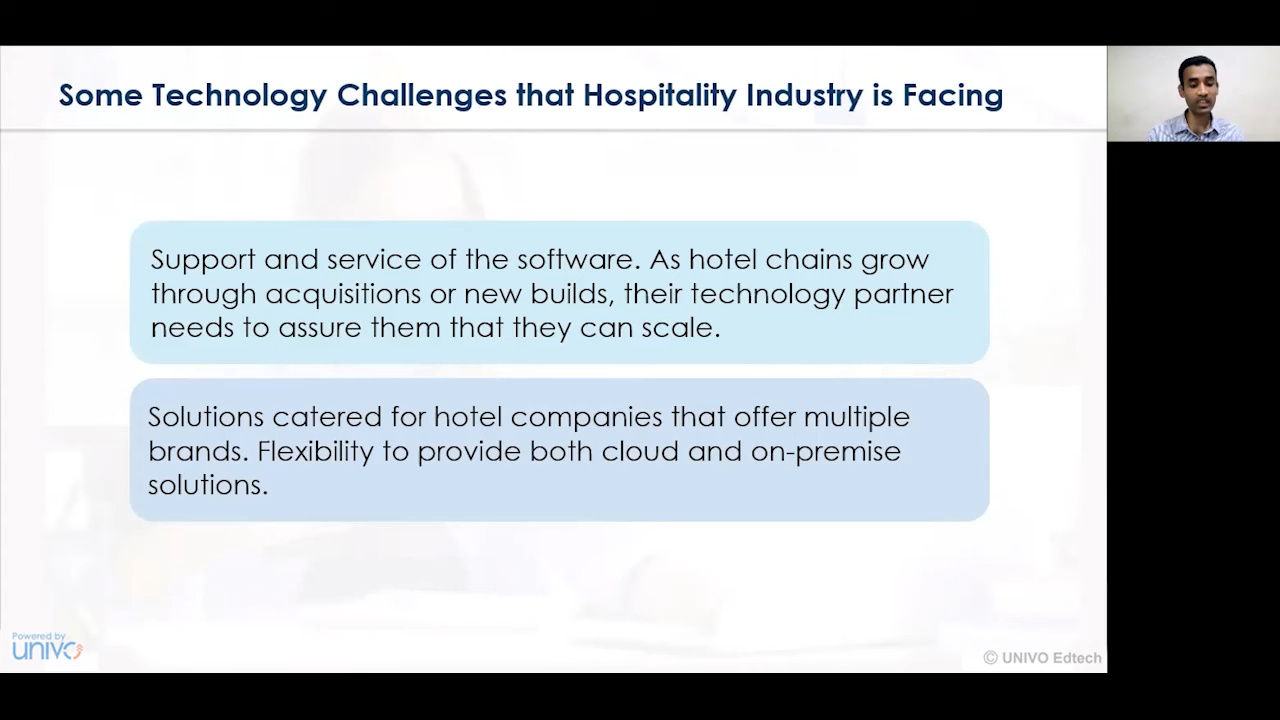 Some Technology Challenges that Hospitality Industry is Facing
Support and service of the software. As hotel chains grow
through acquisitions or new builds, their technology partner
needs to assure them that they can scale.
Solutions catered for hotel companies that offer multiple
brands. Flexibility to provide both cloud and on-premise
solutions.
Powered by
univo
© UNIVO Edtech